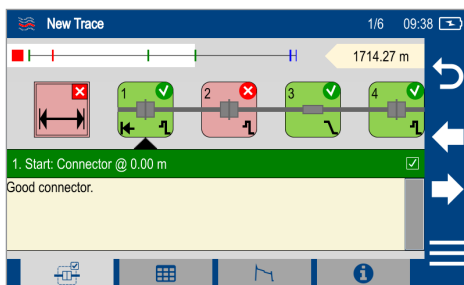 New Trace 1/6 09:38
1714.27 m
1 2 3 4
1. Start: Connector @ 0.00 m
Good connector.